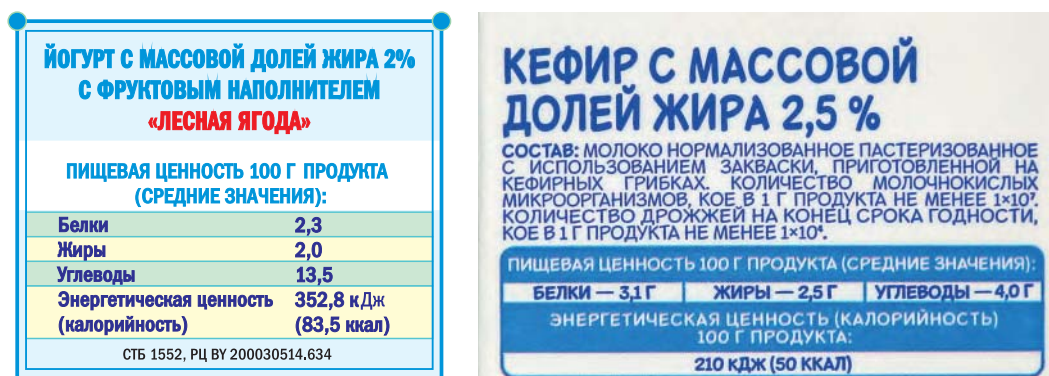 ЙОГУРТ С МАССОВОЙ ДОЛЕЙ ЖИРА 2%
С ФРУКТОВЫМ НАПОЛНИТЕЛЕМ
«ЛЕСНАЯ ЯГОДА»
ПИЩЕВАЯ ЦЕННОСТЬ 100 Г ПРОДУКТА
(СРЕДНИЕ ЗНАЧЕНИЯ):
Белки 2,3
Жиры 2,0
Углеводы 13,5
Энергетическая ценность 352,8 кДж
(калорийность) (83,5 ккал)
СТБ 1552, РЦ BY 200030514.634
КЕФИР С МАССОВОЙ
ДОЛЕЙ ЖИРА 2,5 %
СОСТАВ: МОЛОКО НОРМАЛИЗОВАННОЕ ПАСТЕРИЗОВАННОЕ
С ИСПОЛЬЗОВАНИЕМ ЗАКВАСКИ, ПРИГОТОВЛЕННОЙ НА
КЕФИРНЫХ ГРИБКАХ. КОЛИЧЕСТВО МОЛОЧНОКИСЛЫХ
МИКРООРГАНИЗМОВ, КОЕ В 1 Г ПРОДУКТА НЕ МЕНЕЕ 1×10⁷.
КОЛИЧЕСТВО ДРОЖЖЕЙ НА КОНЕЦ СРОКА ГОДНОСТИ,
КОЕ В 1 Г ПРОДУКТА НЕ МЕНЕЕ 1×10⁴.
ПИЩЕВАЯ ЦЕННОСТЬ 100 Г ПРОДУКТА (СРЕДНИЕ ЗНАЧЕНИЯ):
БЕЛКИ — 3,1 Г ЖИРЫ — 2,5 Г УГЛЕВОДЫ — 4,0 Г
ЭНЕРГЕТИЧЕСКАЯ ЦЕННОСТЬ (КАЛОРИЙНОСТЬ)
100 Г ПРОДУКТА:
210 КДЖ (50 ККАЛ)